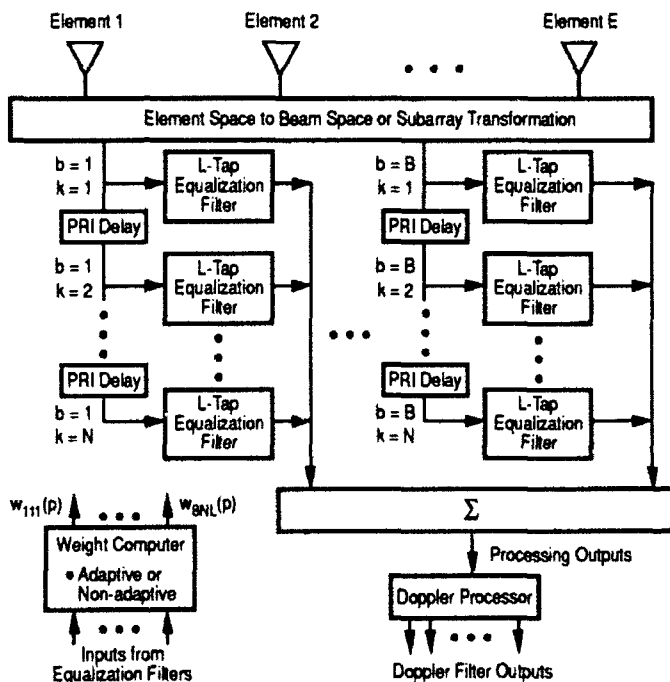 Element 1
Element 2
Element E
Element Space to Beam Space or Subarray Transformation
b = 1
k = 1
L-Tap
Equalization
Filter
b = B
k = 1
L-Tap
Equalization
Filter
PRI Delay
PRI Delay
b = 1
k = 2
L-Tap
Equalization
Filter
b = B
k = 2
L-Tap
Equalization
Filter
PRI Delay
PRI Delay
b = 1
k = N
L-Tap
Equalization
Filter
b = B
k = N
L-Tap
Equalization
Filter
w111(p)
wBNL(p)
Σ
Weight Computer
• Adaptive or
Non-adaptive
Processing Outputs
Doppler Processor
Inputs from
Equalization Filters
Doppler Filter Outputs